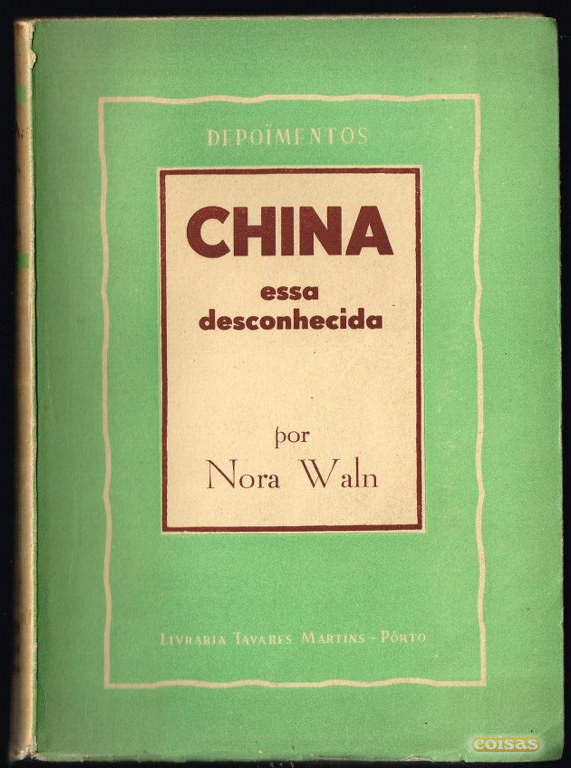 DEPOÏMENTOS
CHINA
essa
desconhecida
por
Nora Waln
LIVRARIA TAVARES MARTINS – PÔRTO
coisas